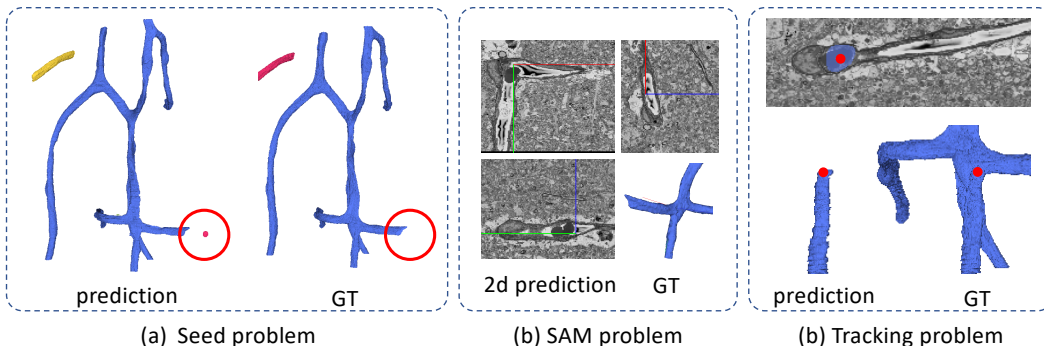 prediction
GT
(a) Seed problem
2d prediction
GT
(b) SAM problem
prediction
GT
(b) Tracking problem